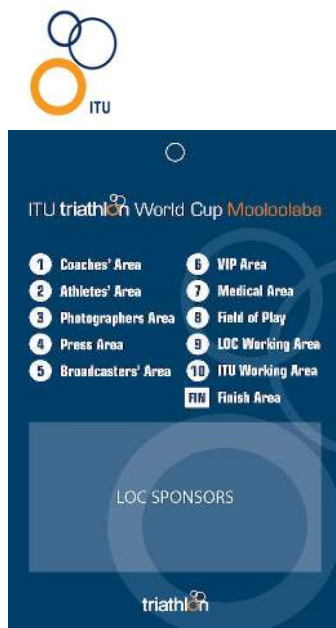 ITU
ITU triathlon World Cup Mooloolaba
1 Coaches' Area
2 Athletes' Area
3 Photographers Area
4 Press Area
5 Broadcasters' Area
6 VIP Area
7 Medical Area
8 Field of Play
9 LOC Working Area
10 ITU Working Area
FIN Finish Area
LOC SPONSORS
triathlon